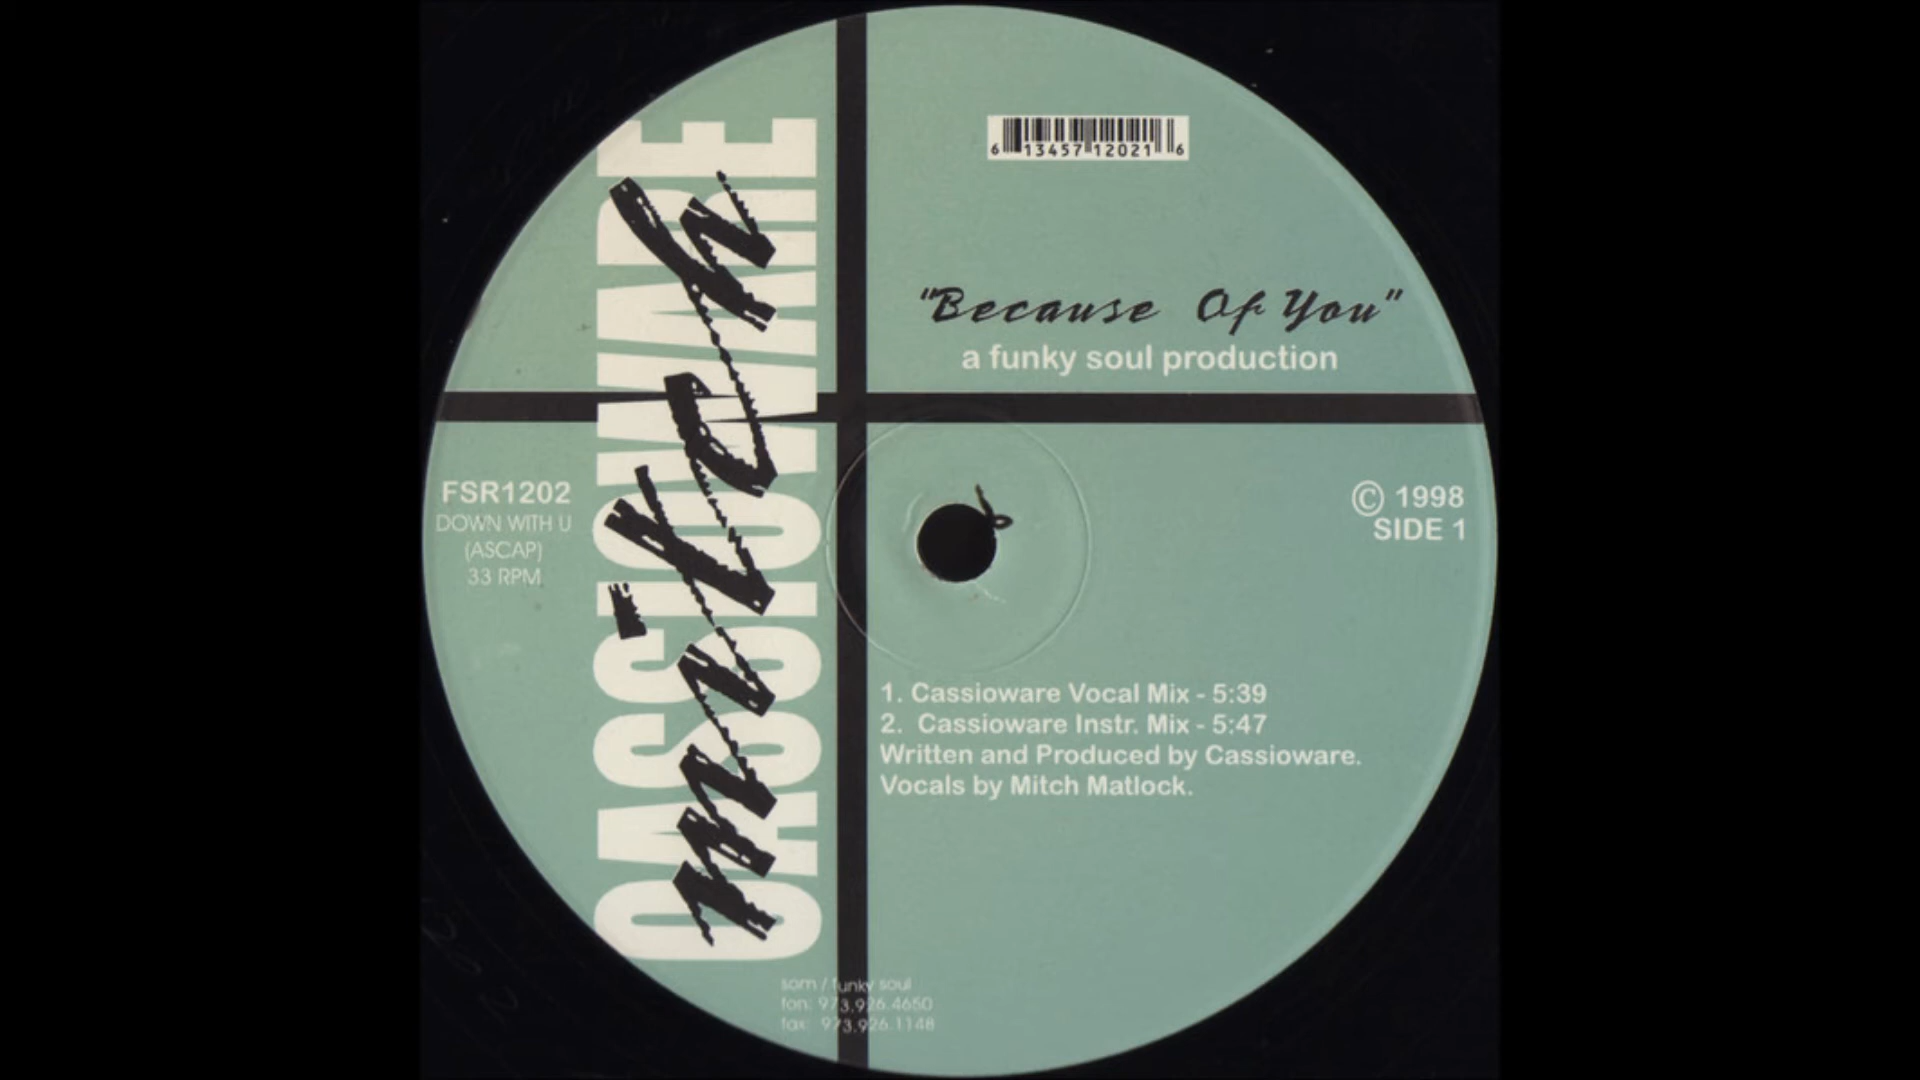 CASSIOWARE
mitch
6 13457 12021 6
"Because Of You"
a funky soul production
FSR1202
DOWN WITH U
(ASCAP)
33 RPM
© 1998
SIDE 1
1. Cassioware Vocal Mix - 5:39
2. Cassioware Instr. Mix - 5:47
Written and Produced by Cassioware.
Vocals by Mitch Matlock.
som / funky soul
fon: 973.926.4650
fax: 973.926.1148